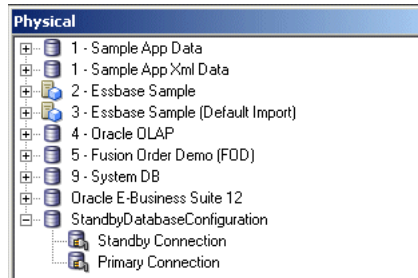 Physical
1 - Sample App Data
1 - Sample App Xml Data
2 - Essbase Sample
3 - Essbase Sample (Default Import)
4 - Oracle OLAP
5 - Fusion Order Demo (FOD)
9 - System DB
Oracle E-Business Suite 12
StandbyDatabaseConfiguration
Standby Connection
Primary Connection